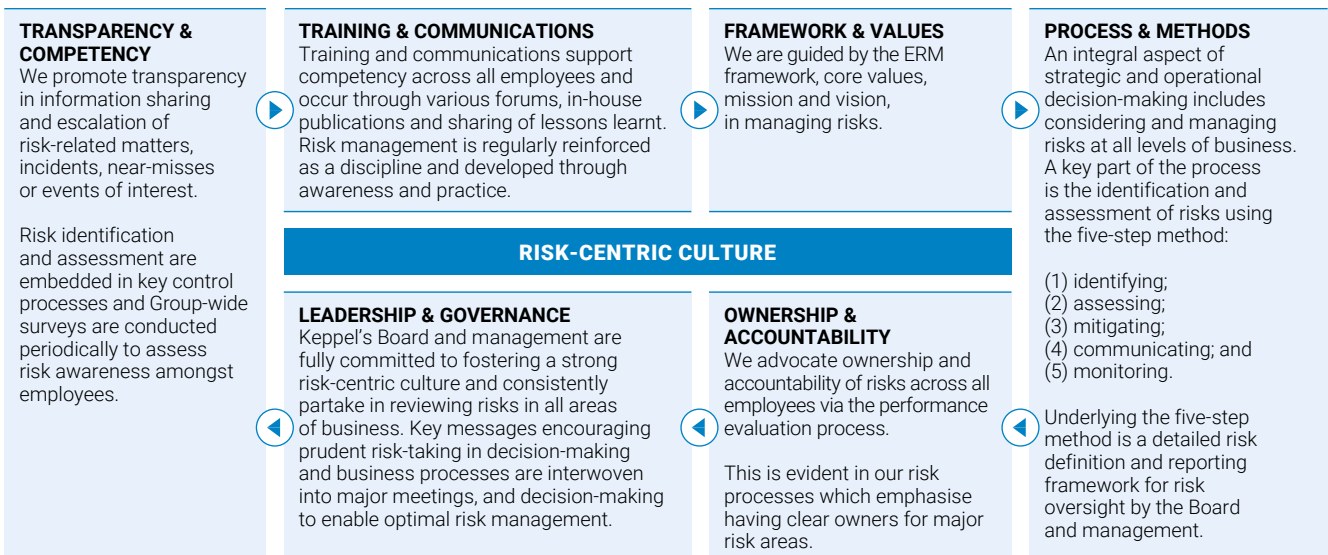 TRANSPARENCY &
COMPETENCY
We promote transparency
in information sharing
and escalation of
risk-related matters,
incidents, near-misses
or events of interest.
Risk identification
and assessment are
embedded in key control
processes and Group-wide
surveys are conducted
periodically to assess
risk awareness amongst
employees.
TRAINING & COMMUNICATIONS
Training and communications support
competency across all employees and
occur through various forums, in-house
publications and sharing of lessons learnt.
Risk management is regularly reinforced
as a discipline and developed through
awareness and practice.
FRAMEWORK & VALUES
We are guided by the ERM
framework, core values,
mission and vision,
in managing risks.
PROCESS & METHODS
An integral aspect of
strategic and operational
decision-making includes
considering and managing
risks at all levels of business.
A key part of the process
is the identification and
assessment of risks using
the five-step method:
(1) identifying;
(2) assessing;
(3) mitigating;
(4) communicating; and
(5) monitoring.
Underlying the five-step
method is a detailed risk
definition and reporting
framework for risk
oversight by the Board
and management.
RISK-CENTRIC CULTURE
LEADERSHIP & GOVERNANCE
Keppel's Board and management are
fully committed to fostering a strong
risk-centric culture and consistently
partake in reviewing risks in all areas
of business. Key messages encouraging
prudent risk-taking in decision-making
and business processes are interwoven
into major meetings, and decision-making
to enable optimal risk management.
OWNERSHIP &
ACCOUNTABILITY
We advocate ownership and
accountability of risks across all
employees via the performance
evaluation process.
This is evident in our risk
processes which emphasise
having clear owners for major
risk areas.